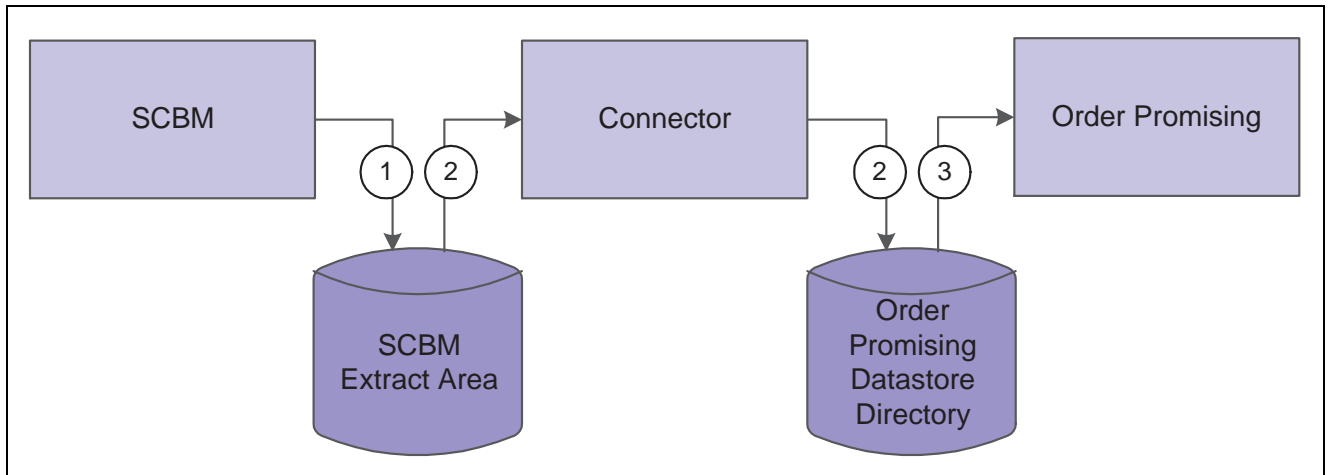 SCBM
Connector
Order Promising
1
2
2
3
SCBM
Extract Area
Order
Promising
Datastore
Directory